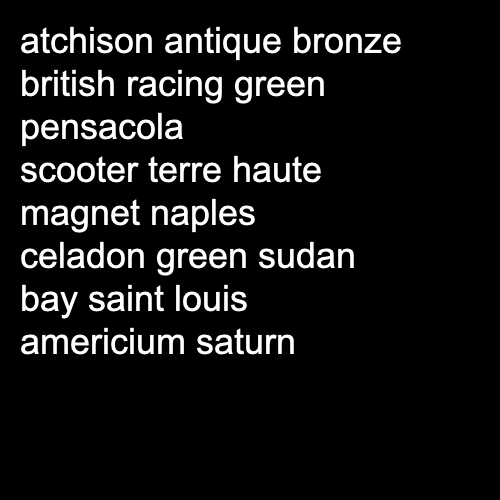 atchison antique bronze
british racing green
pensacola
scooter terre haute
magnet naples
celadon green sudan
bay saint louis
americium saturn